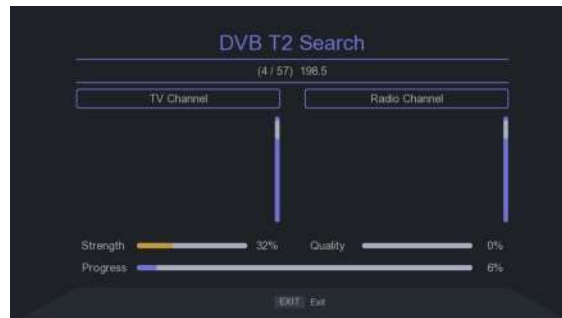 DVB T2 Search
(4 / 57) 198.5
TV Channel Radio Channel
Strength 32% Quality 0%
Progress 6%
EXIT Exit